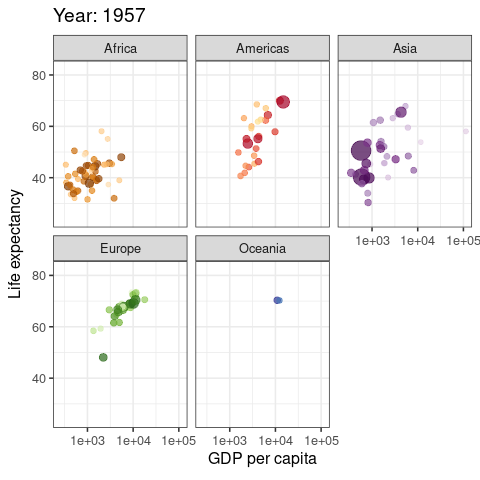 Year: 1957
Africa
Americas
Asia
80
60
40
1e+03 1e+04 1e+05
Life expectancy
Europe
Oceania
80
60
40
1e+03 1e+04 1e+05
1e+03 1e+04 1e+05
GDP per capita